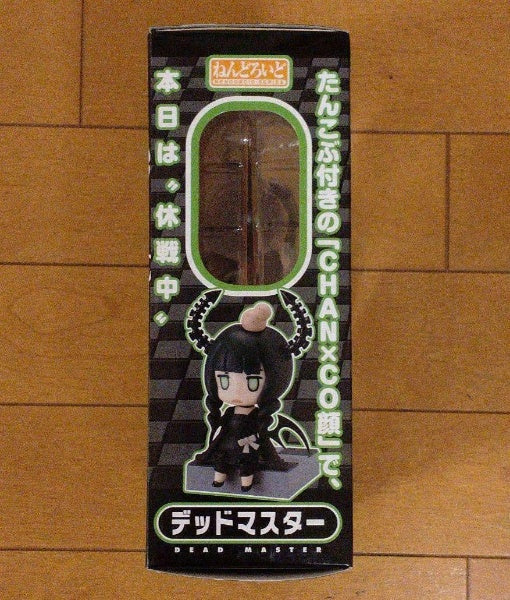 ねんどろいど
NENDOROID SERIES
たんこぶ付きの「CHAN×CO顔」で、
本日は〝休戦中〟
デッドマスター
DEAD MASTER